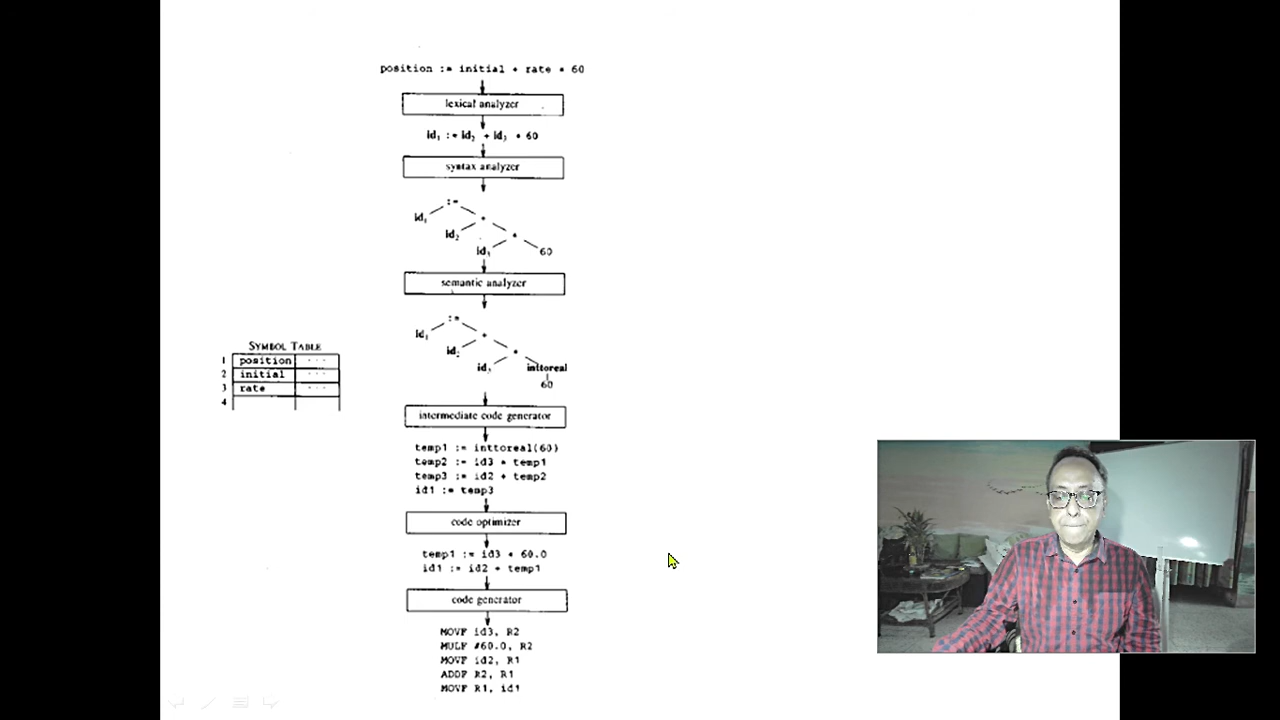 position := initial + rate * 60
lexical analyzer
id₁ := id₂ + id₃ * 60
syntax analyzer
:=
id₁ +
id₂ *
id₃ 60
semantic analyzer
:=
id₁ +
id₂ *
id₃ inttoreal
60
SYMBOL TABLE
1 position ...
2 initial ...
3 rate ...
4
intermediate code generator
temp1 := inttoreal(60)
temp2 := id3 * temp1
temp3 := id2 + temp2
id1 := temp3
code optimizer
temp1 := id3 * 60.0
id1 := id2 + temp1
code generator
MOVF id3, R2
MULF #60.0, R2
MOVF id2, R1
ADDF R2, R1
MOVF R1, id1